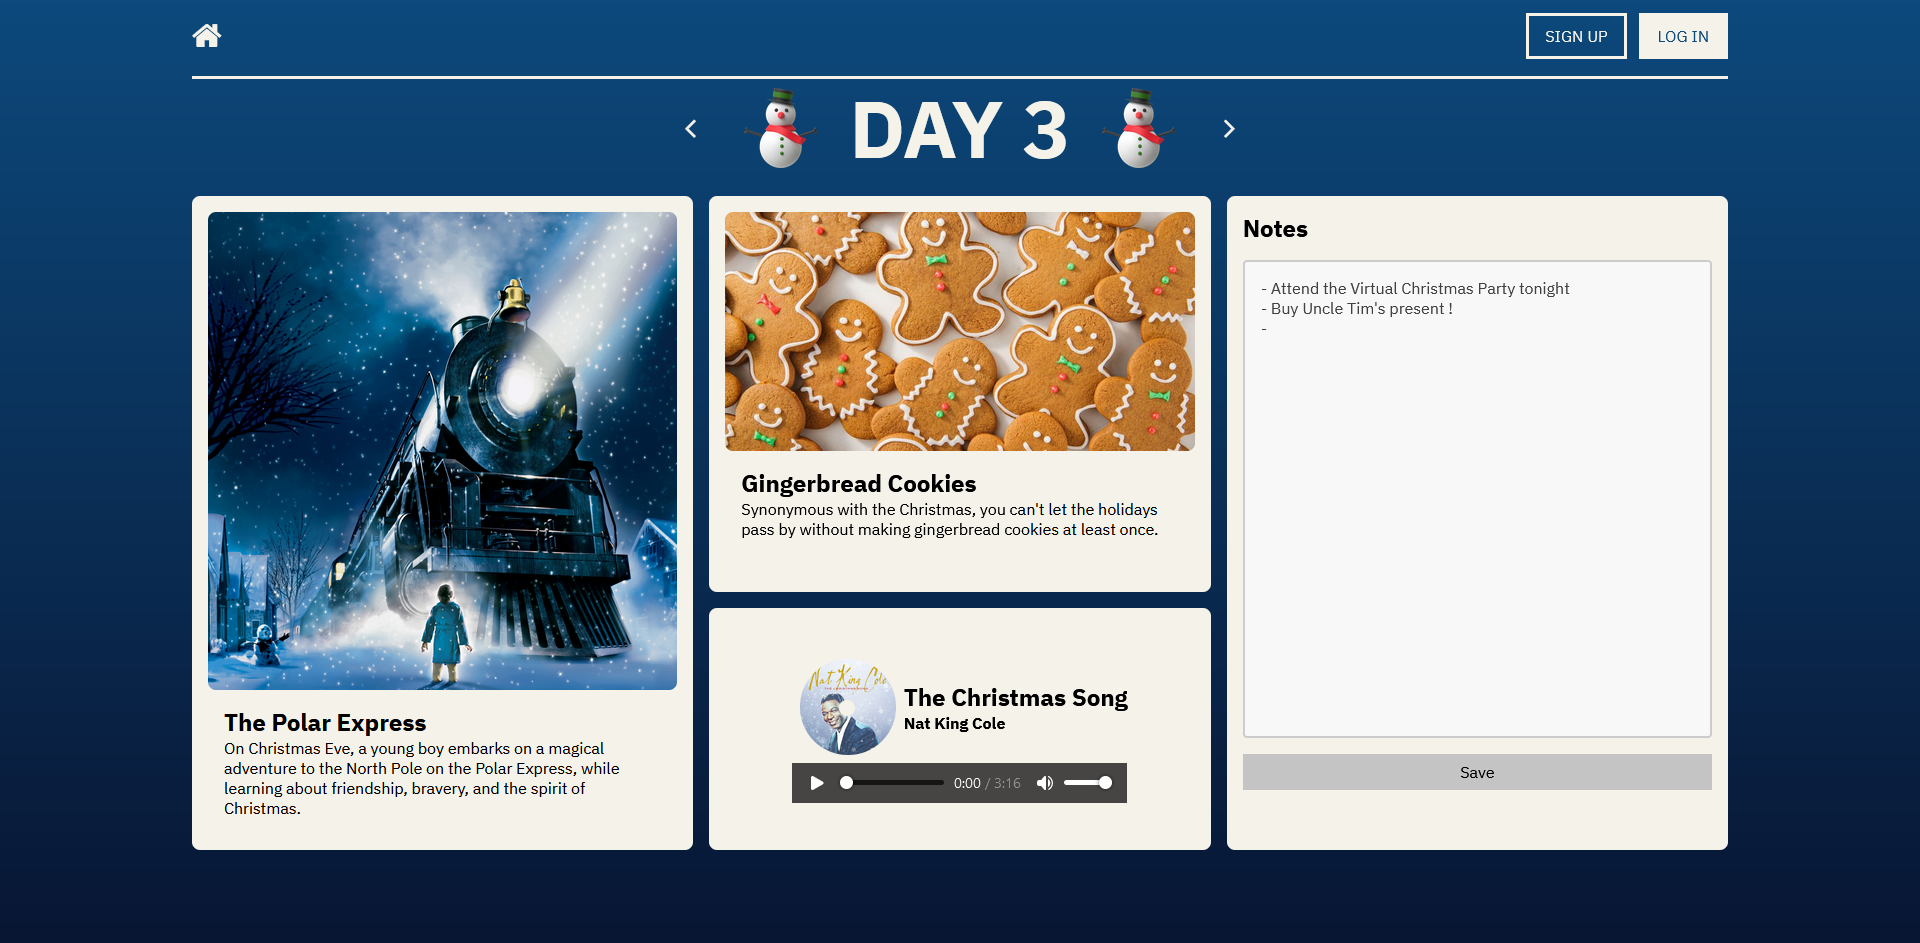 SIGN UP
LOG IN
DAY 3
The Polar Express
On Christmas Eve, a young boy embarks on a magical
adventure to the North Pole on the Polar Express, while
learning about friendship, bravery, and the spirit of
Christmas.
Gingerbread Cookies
Synonymous with the Christmas, you can't let the holidays
pass by without making gingerbread cookies at least once.
Nat King Cole
The Christmas Song
Nat King Cole
0:00 / 3:16
Notes
- Attend the Virtual Christmas Party tonight
- Buy Uncle Tim's present !
-
Save